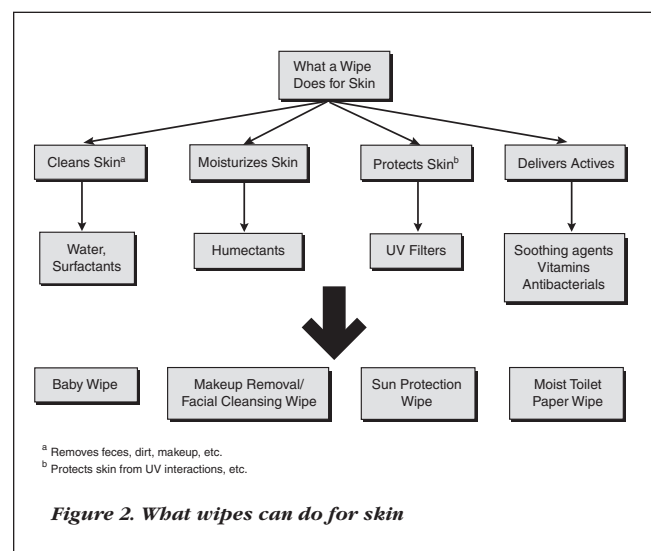 What a Wipe
Does for Skin
Cleans Skinᵃ
Moisturizes Skin
Protects Skinᵇ
Delivers Actives
Water,
Surfactants
Humectants
UV Filters
Soothing agents
Vitamins
Antibacterials
Baby Wipe
Makeup Removal/
Facial Cleansing Wipe
Sun Protection
Wipe
Moist Toilet
Paper Wipe
ᵃ Removes feces, dirt, makeup, etc.
ᵇ Protects skin from UV interactions, etc.
Figure 2. What wipes can do for skin